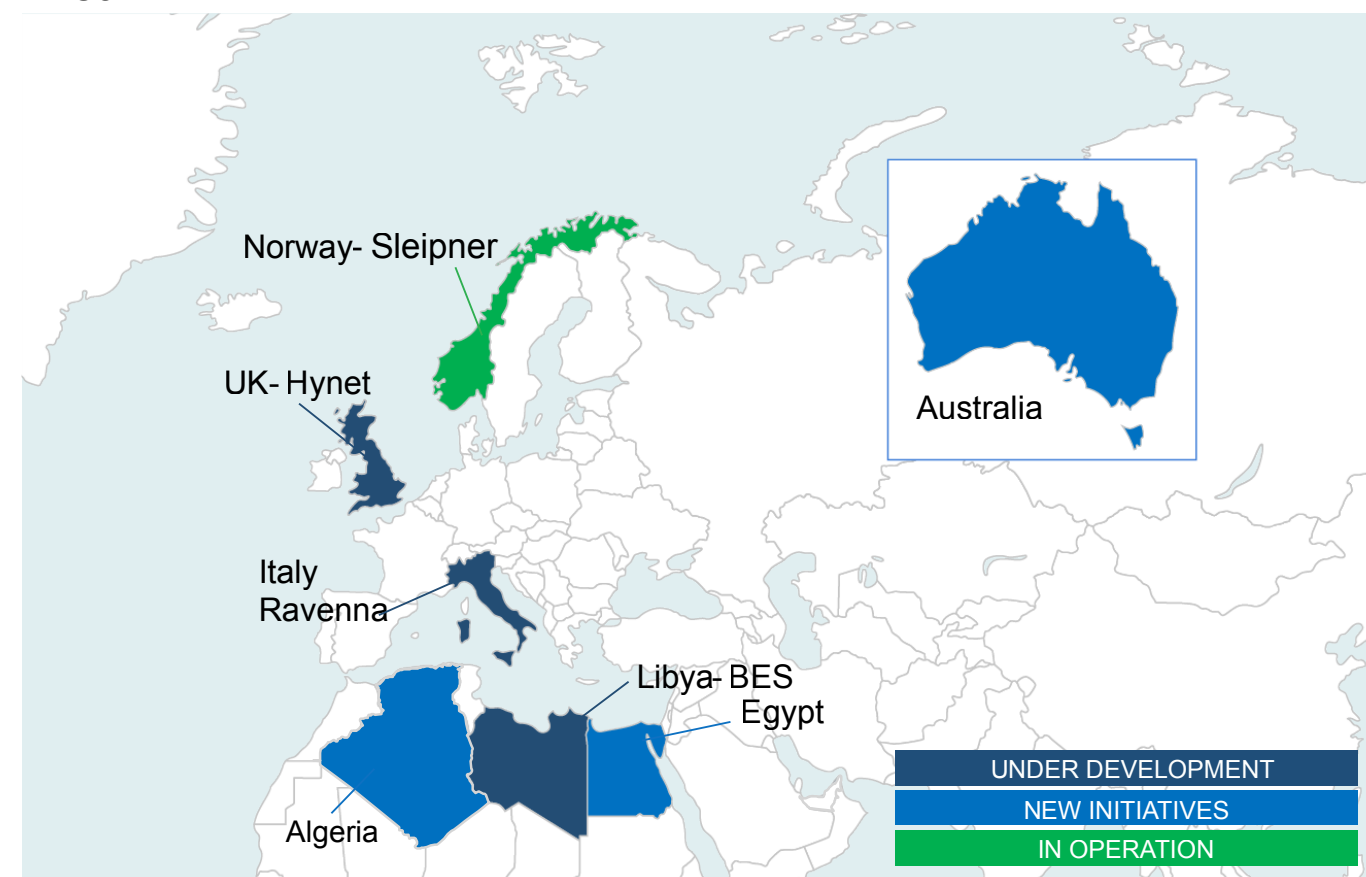 Norway- Sleipner
UK- Hynet
Australia
Italy
Ravenna
Libya- BES
Egypt
Algeria
UNDER DEVELOPMENT
NEW INITIATIVES
IN OPERATION